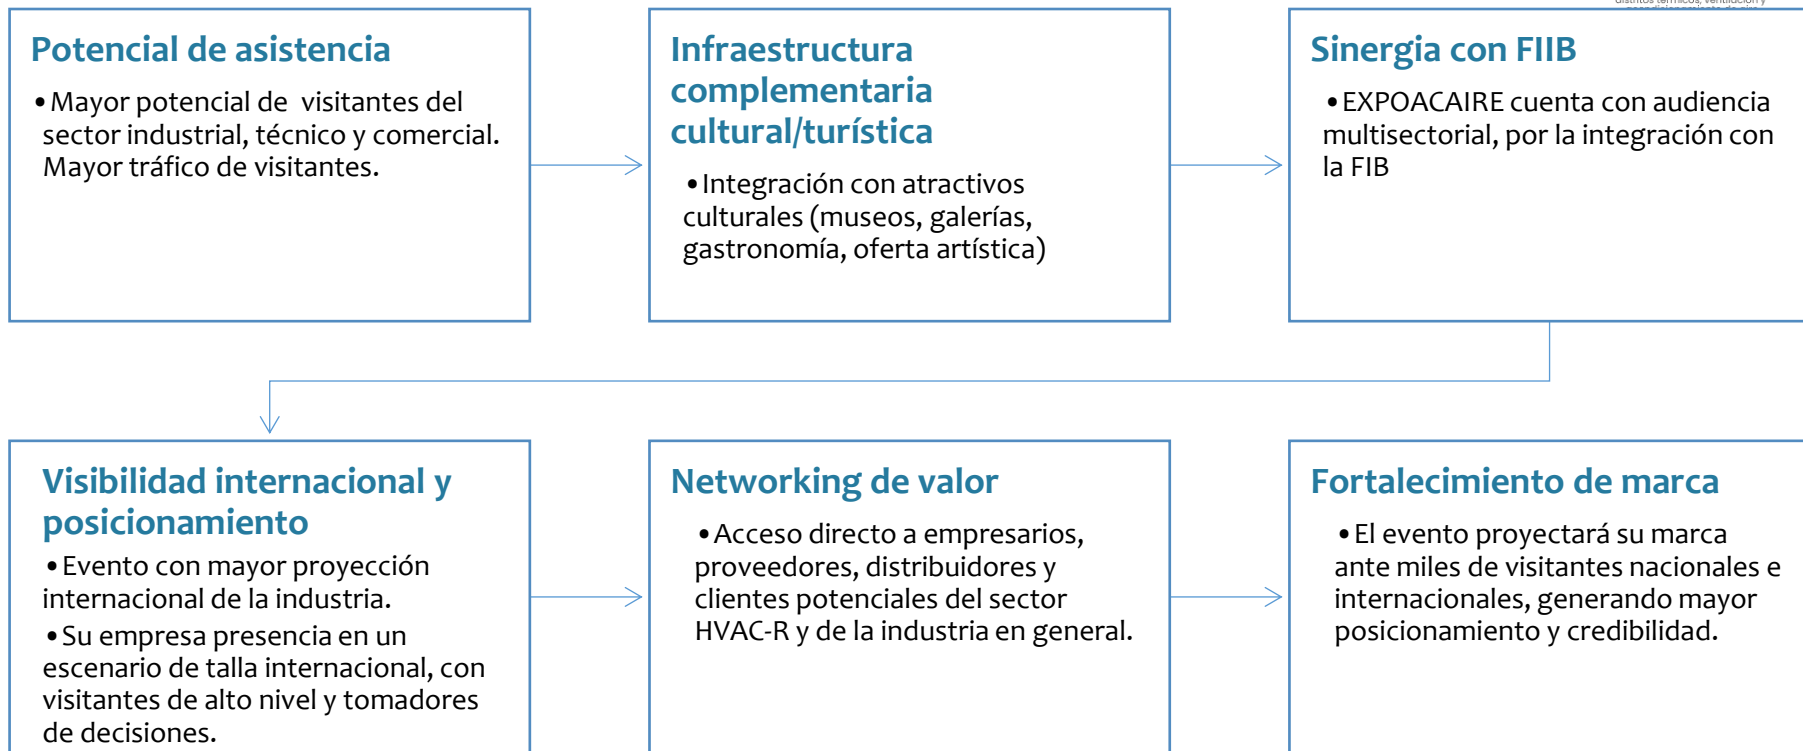 distritos térmicos, ventilación y
Potencial de asistencia
•Mayor potencial de visitantes del
sector industrial, técnico y comercial.
Mayor tráfico de visitantes.
Infraestructura
complementaria
cultural/turística
•Integración con atractivos
culturales (museos, galerías,
gastronomía, oferta artística)
Sinergia con FIIB
•EXPOACAIRE cuenta con audiencia
multisectorial, por la integración con
la FIB
Visibilidad internacional y
posicionamiento
•Evento con mayor proyección
internacional de la industria.
•Su empresa presencia en un
escenario de talla internacional, con
visitantes de alto nivel y tomadores
de decisiones.
Networking de valor
•Acceso directo a empresarios,
proveedores, distribuidores y
clientes potenciales del sector
HVAC-R y de la industria en general.
Fortalecimiento de marca
•El evento proyectará su marca
ante miles de visitantes nacionales e
internacionales, generando mayor
posicionamiento y credibilidad.